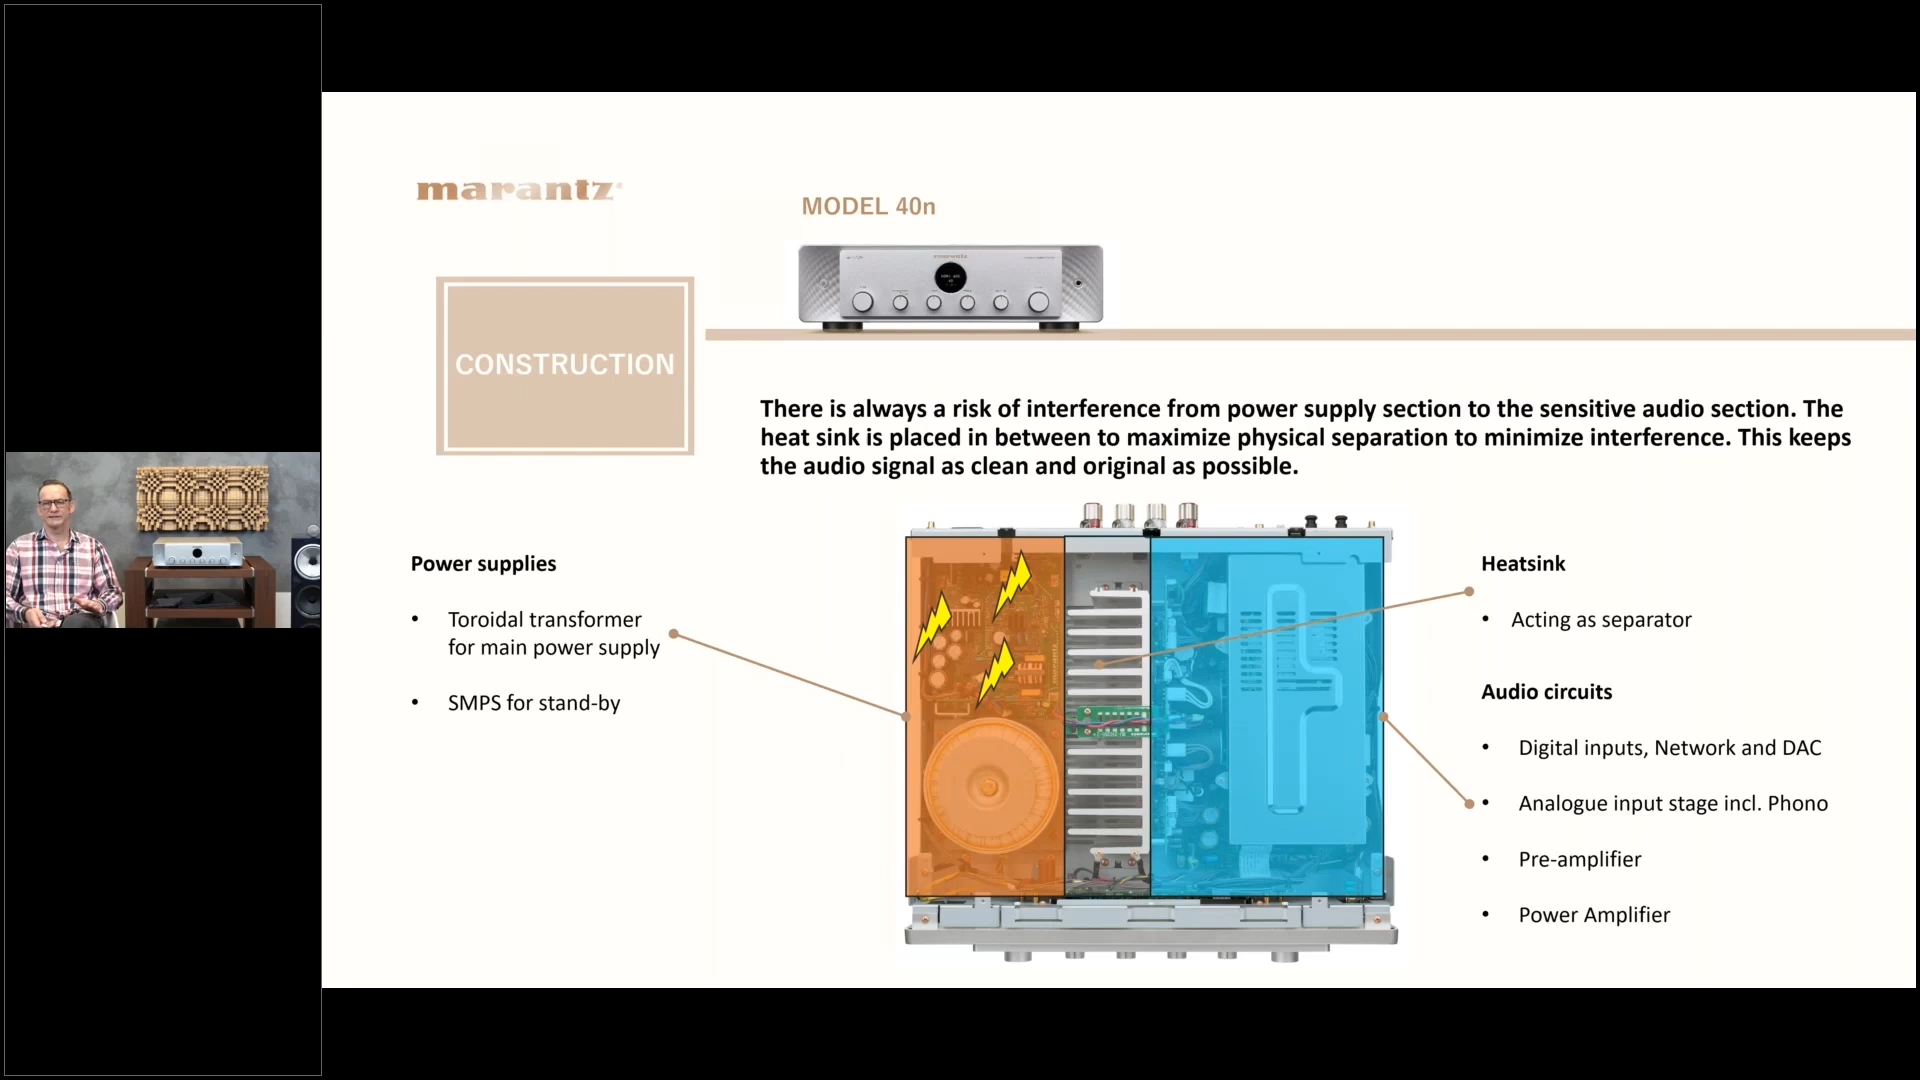 marantz
MODEL 40n
CONSTRUCTION
There is always a risk of interference from power supply section to the sensitive audio section. The
heat sink is placed in between to maximize physical separation to minimize interference. This keeps
the audio signal as clean and original as possible.
Power supplies
• Toroidal transformer
for main power supply
• SMPS for stand-by
Heatsink
• Acting as separator
Audio circuits
• Digital inputs, Network and DAC
• Analogue input stage incl. Phono
• Pre-amplifier
• Power Amplifier